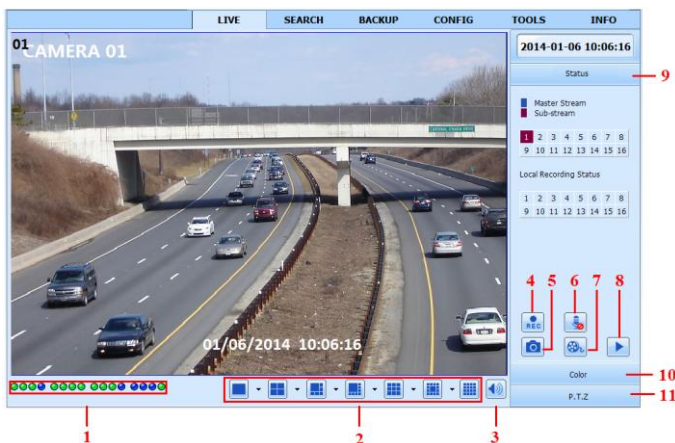 LIVE SEARCH BACKUP CONFIG TOOLS INFO
01
CAMERA 01
2014-01-06 10:06:16
Status
9
Master Stream
Sub-stream
1 2 3 4 5 6 7 8
9 10 11 12 13 14 15 16
Local Recording Status
1 2 3 4 5 6 7 8
9 10 11 12 13 14 15 16
4 5 6 7 8
REC
01/06/2014 10:06:16
Color
10
P.T.Z
11
1 2 3